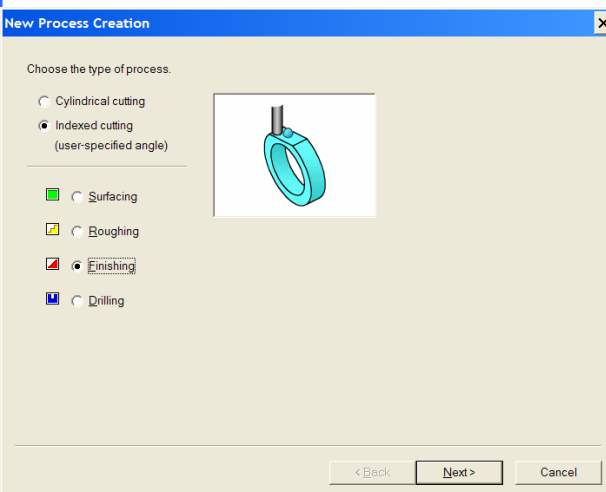 New Process Creation
Choose the type of process.
Cylindrical cutting
Indexed cutting
(user-specified angle)
Surfacing
Roughing
Finishing
Drilling
< Back
Next >
Cancel